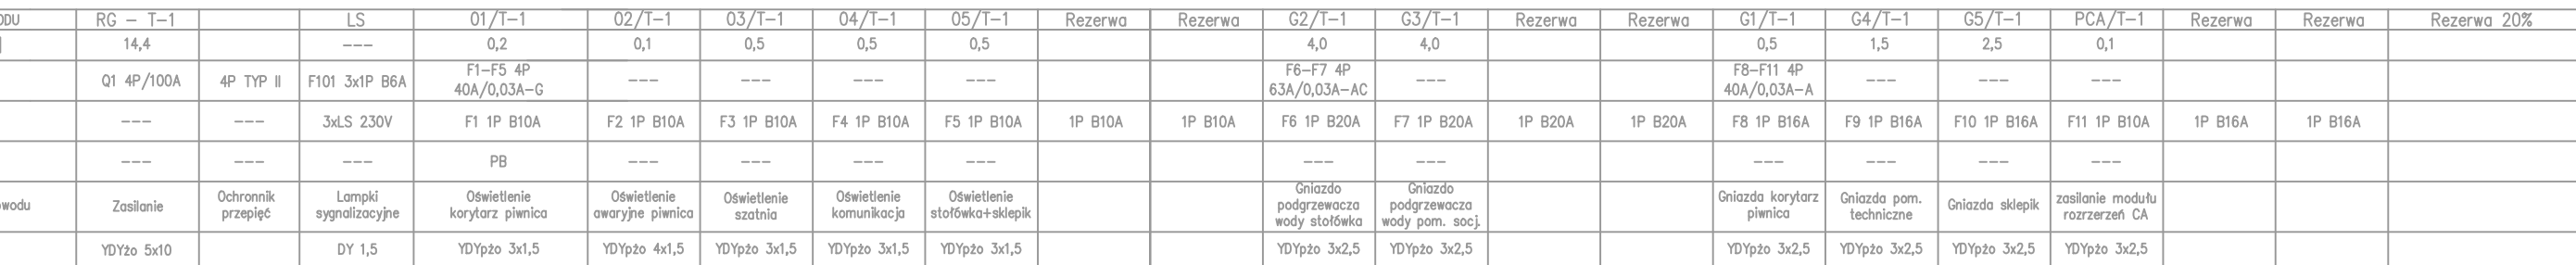 ODU RG - T-1 LS O1/T-1 O2/T-1 O3/T-1 O4/T-1 O5/T-1 Rezerwa Rezerwa G2/T-1 G3/T-1 Rezerwa Rezerwa G1/T-1 G4/T-1 G5/T-1 PCA/T-1 Rezerwa Rezerwa Rezerwa 20%
] 14,4 --- 0,2 0,1 0,5 0,5 0,5 4,0 4,0 0,5 1,5 2,5 0,1
F1-F5 4P F6-F7 4P F8-F11 4P
Q1 4P/100A 4P TYP II F101 3x1P B6A --- --- --- --- --- --- --- ---
40A/0,03A-G 63A/0,03A-AC 40A/0,03A-A
--- --- 3xLS 230V F1 1P B10A F2 1P B10A F3 1P B10A F4 1P B10A F5 1P B10A 1P B10A 1P B10A F6 1P B20A F7 1P B20A 1P B20A 1P B20A F8 1P B16A F9 1P B16A F10 1P B16A F11 1P B10A 1P B16A 1P B16A
--- --- --- PB --- --- --- --- --- --- --- --- --- ---
Gniazdo Gniazdo
Ochronnik Lampki Oświetlenie Oświetlenie Oświetlenie Oświetlenie Oświetlenie Gniazda korytarz Gniazda pom. zasilanie modułu
owodu Zasilanie podgrzewacza podgrzewacza Gniazda sklepik
przepięć sygnalizacyjne korytarz piwnica awaryjne piwnica szatnia komunikacja stołówka+sklepik piwnica techniczne rozrzerzeń CA
wody stołówka wody pom. socj.
YDYżo 5x10 DY 1,5 YDYpżo 3x1,5 YDYpżo 4x1,5 YDYpżo 3x1,5 YDYpżo 3x1,5 YDYpżo 3x1,5 YDYpżo 3x2,5 YDYpżo 3x2,5 YDYpżo 3x2,5 YDYpżo 3x2,5 YDYpżo 3x2,5 YDYpżo 3x2,5